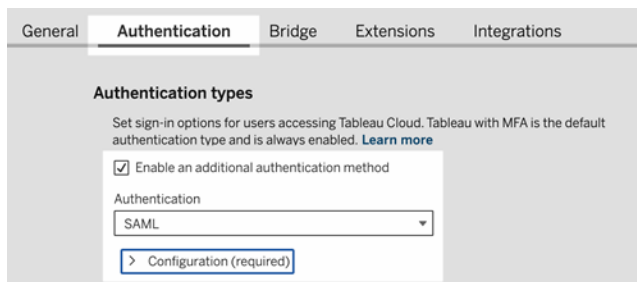 General Authentication Bridge Extensions Integrations
Authentication types
Set sign-in options for users accessing Tableau Cloud. Tableau with MFA is the default
authentication type and is always enabled. Learn more
Enable an additional authentication method
Authentication
SAML
Configuration (required)